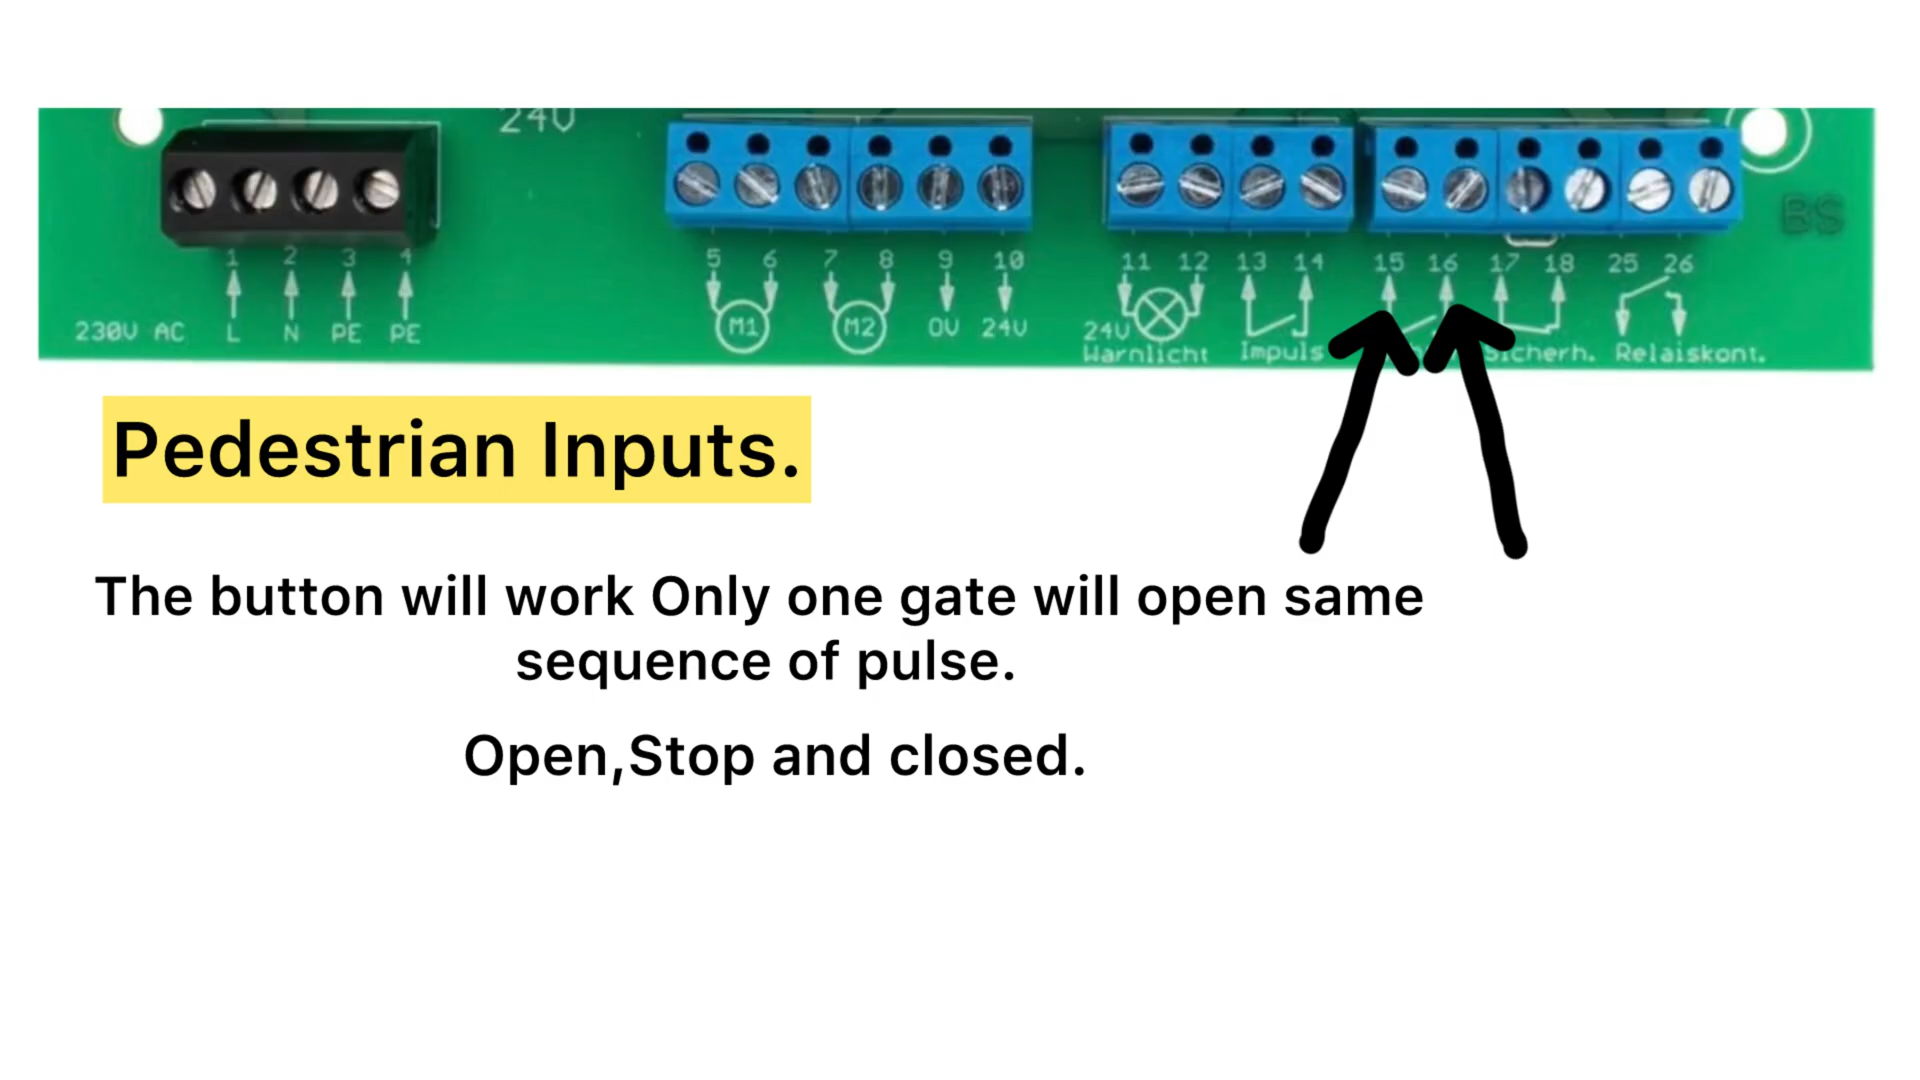 24V
1 2 3 4 5 6 7 8 9 10 11 12 13 14 15 16 17 18 25 26
BS
230V AC L N PE PE M1 M2 0V 24V 24V
Warnlicht Impuls Sicherh. Relaiskont.
Pedestrian Inputs.
The button will work Only one gate will open same
sequence of pulse.
Open,Stop and closed.